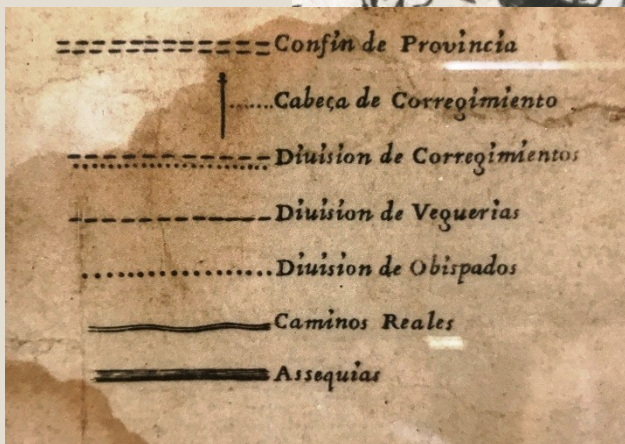 Confin de Provincia
Cabeça de Corregimiento
Diuision de Corregimientos
Diuision de Veguerias
Diuision de Obispados
Caminos Reales
Assequias